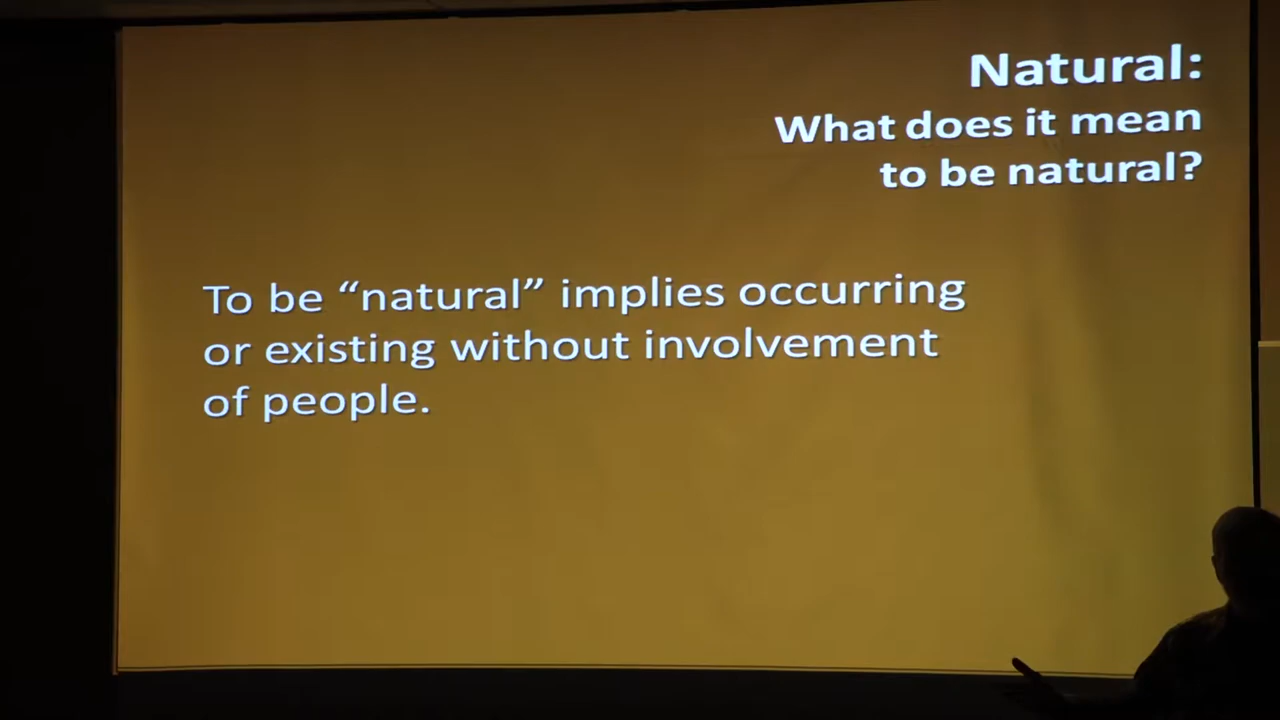 Natural:
What does it mean
to be natural?
To be “natural” implies occurring
or existing without involvement
of people.